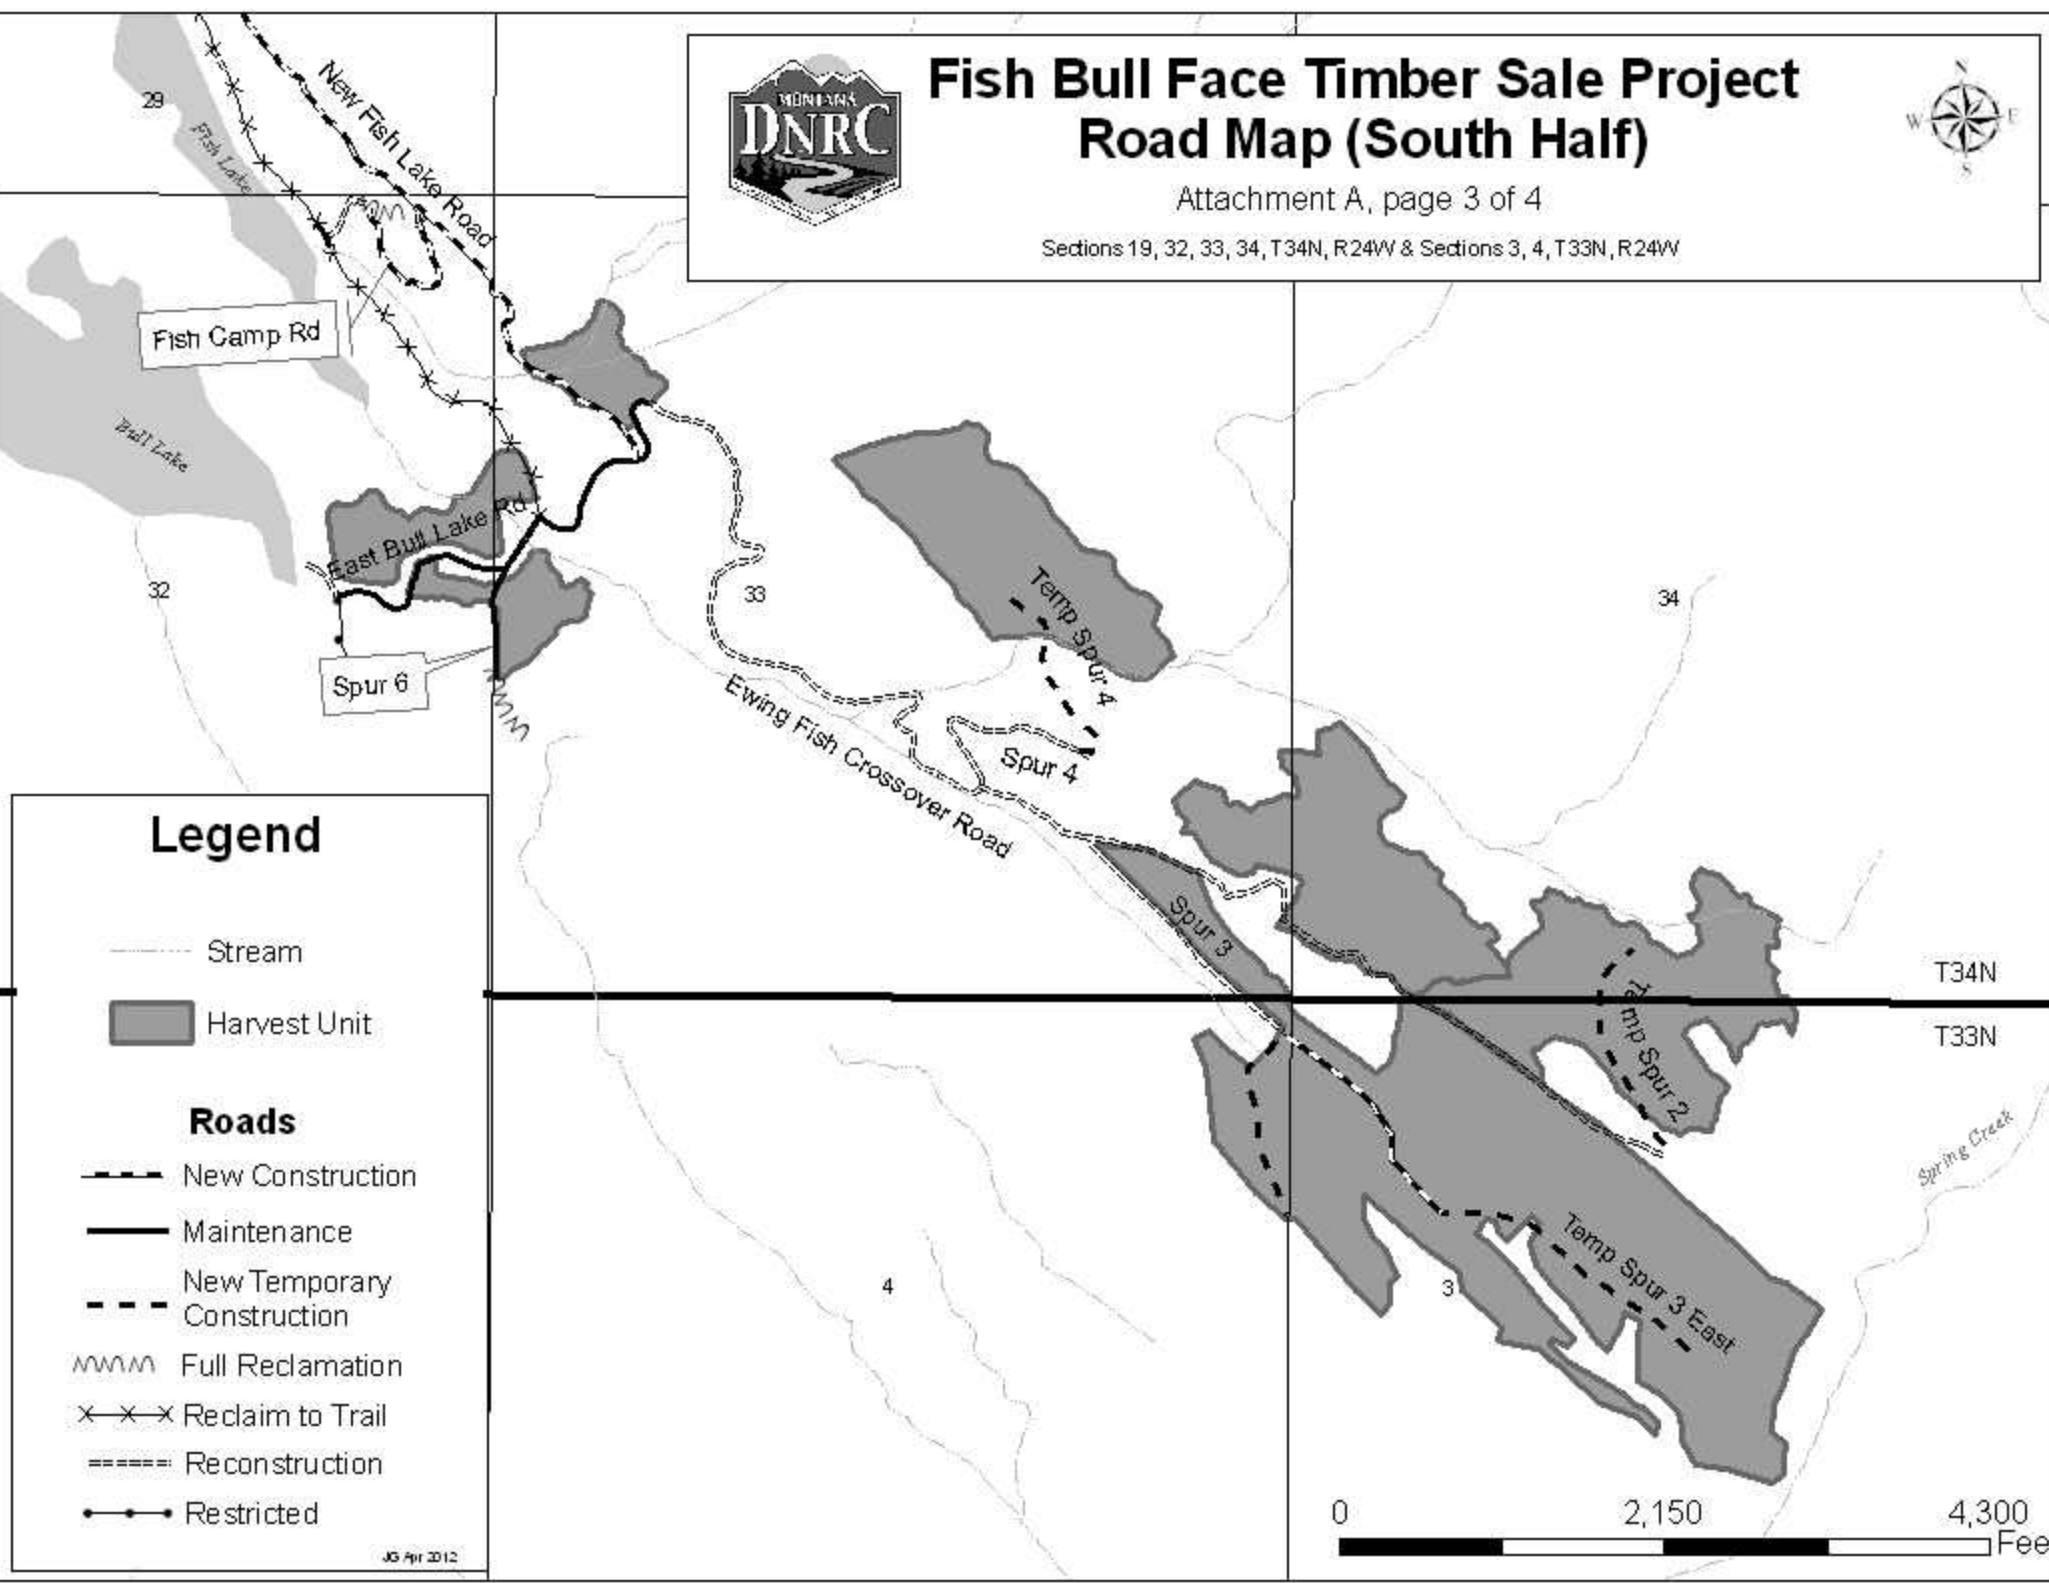 Fish Bull Face Timber Sale Project
Road Map (South Half)
Attachment A, page 3 of 4
Sections 19, 32, 33, 34, T34N, R24W & Sections 3, 4, T33N, R24W
MONTANA
DNRC
N
W
E
S
29
Fish Lake
New Fish Lake Road
Fish Camp Rd
Bull Lake
East Bull Lake Rd
32
33
34
Spur 6
Temp Spur 4
Spur 4
Ewing Fish Crossover Road
Spur 3
T34N
T33N
Temp Spur 2
Spring Creek
Temp Spur 3 East
4
3
Legend
Stream
Harvest Unit
Roads
New Construction
Maintenance
New Temporary
Construction
Full Reclamation
Reclaim to Trail
Reconstruction
Restricted
JG Apr 2012
0
2,150
4,300
Fee